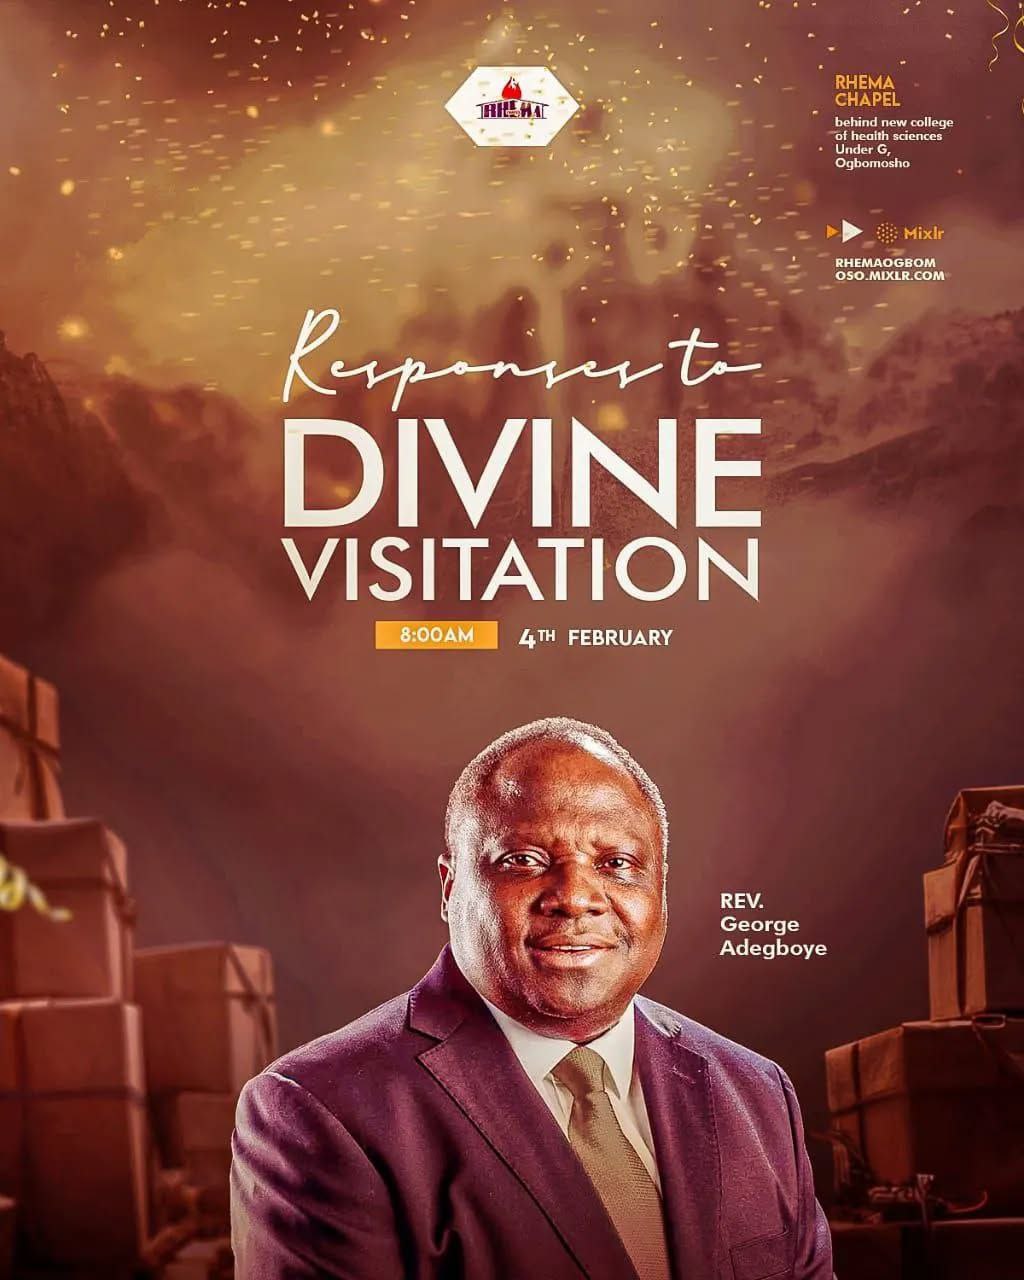 RHEMA
RHEMA
CHAPEL
behind new college
of health sciences
Under G,
Ogbomosho
Mixlr
RHEMAOGBOM
OSO.MIXLR.COM
Responses to
DIVINE
VISITATION
8:00AM 4TH FEBRUARY
REV.
George
Adegboye